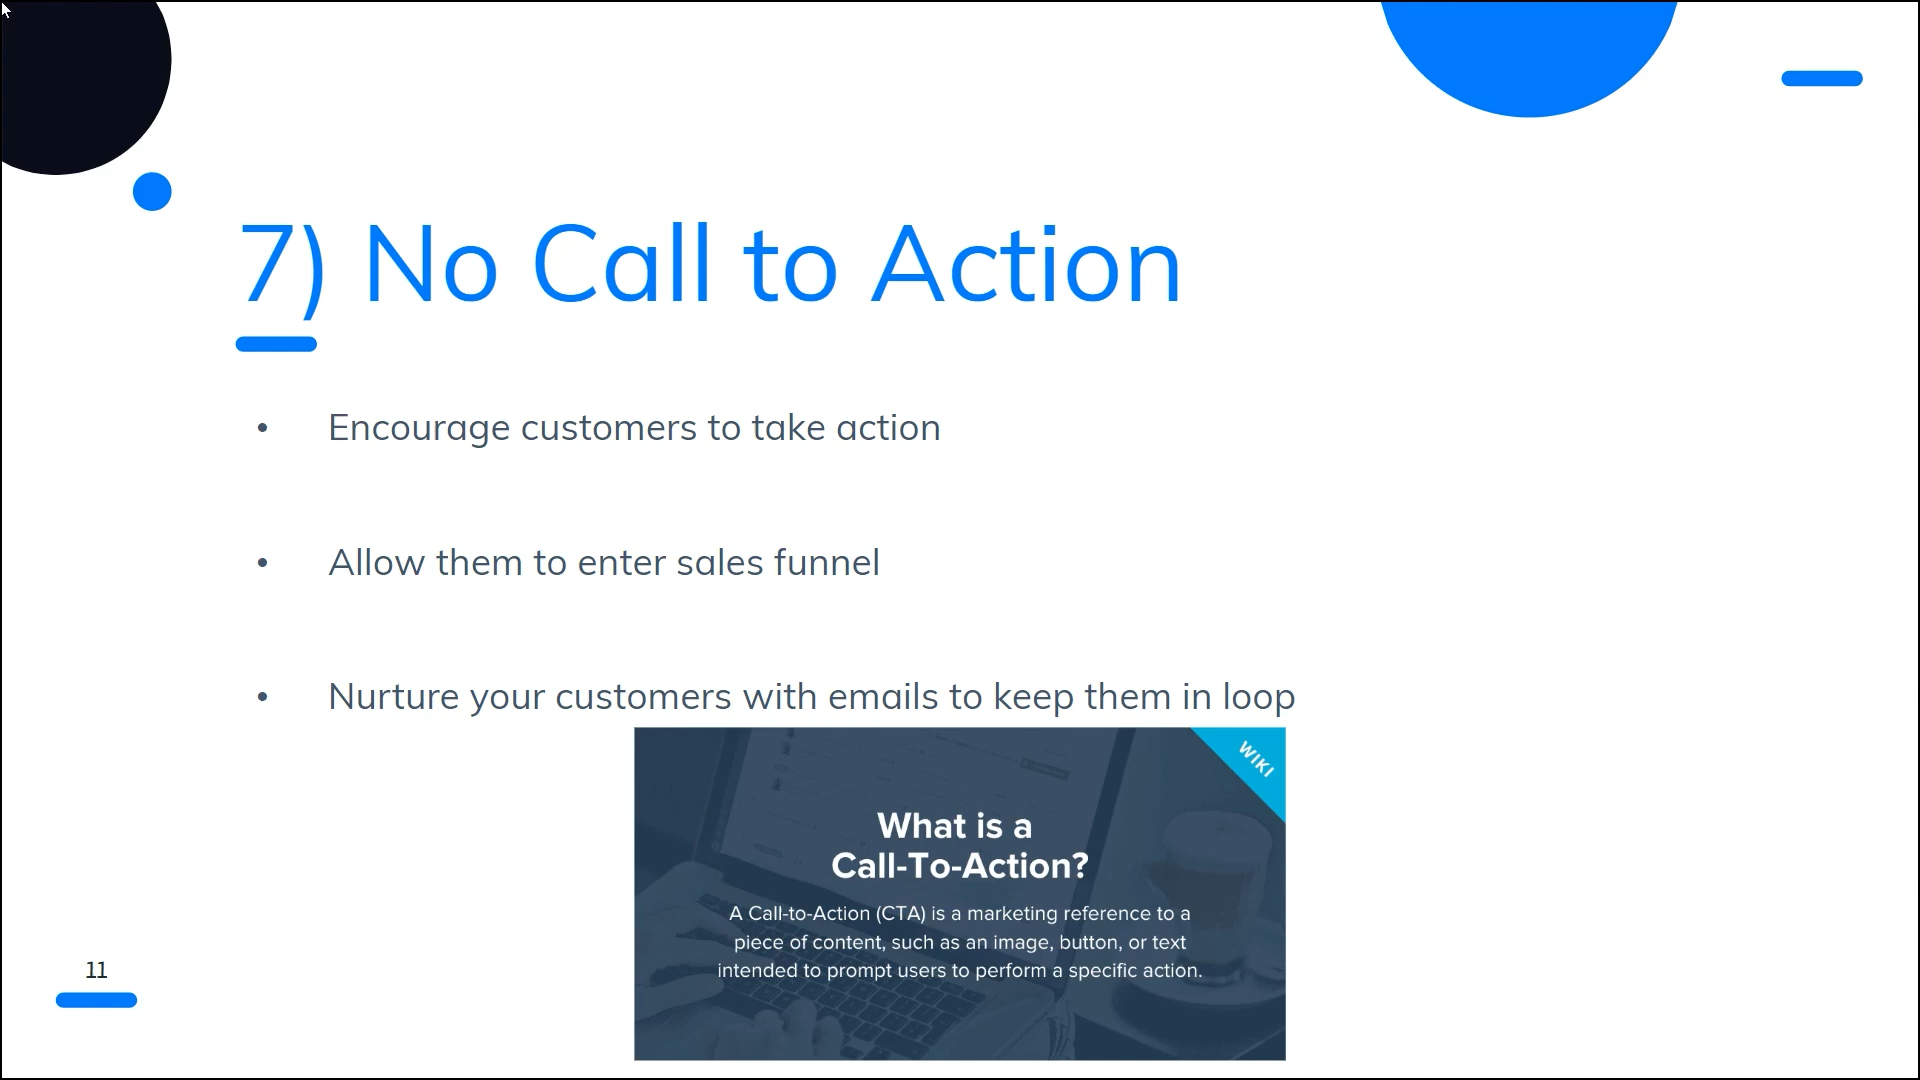 7) No Call to Action
• Encourage customers to take action
• Allow them to enter sales funnel
• Nurture your customers with emails to keep them in loop
WIKI
What is a
Call-To-Action?
A Call-to-Action (CTA) is a marketing reference to a
piece of content, such as an image, button, or text
intended to prompt users to perform a specific action.
11